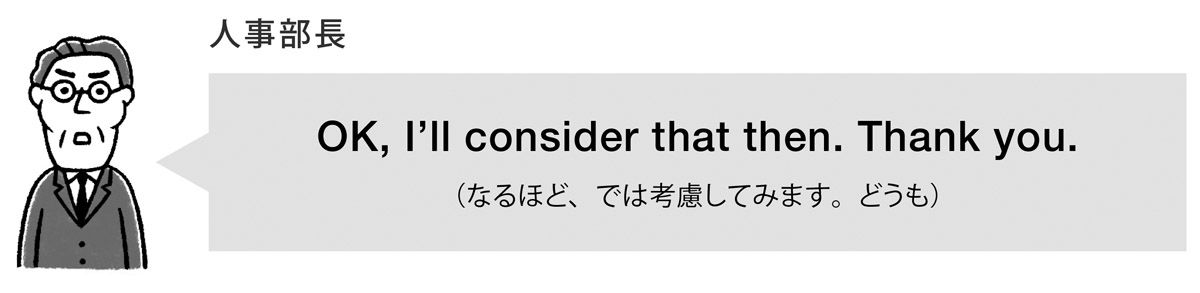 人事部長
OK, I’ll consider that then. Thank you.
（なるほど、では考慮してみます。どうも）